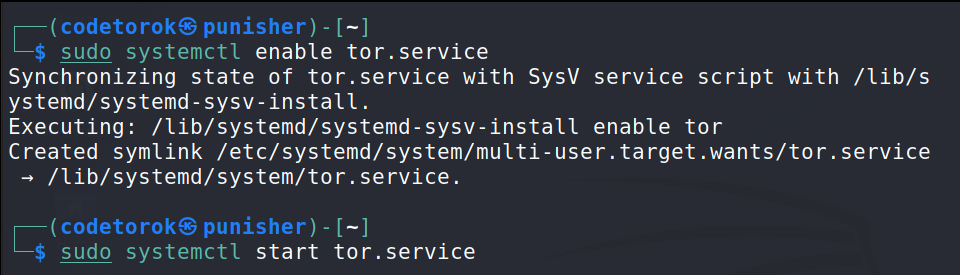 ┌──(codetorok㉿punisher)-[~]
└─$ sudo systemctl enable tor.service
Synchronizing state of tor.service with SysV service script with /lib/s
ystemd/systemd-sysv-install.
Executing: /lib/systemd/systemd-sysv-install enable tor
Created symlink /etc/systemd/system/multi-user.target.wants/tor.service
 → /lib/systemd/system/tor.service.
┌──(codetorok㉿punisher)-[~]
└─$ sudo systemctl start tor.service